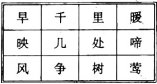 早 千 里 暖
映 几 处 啼
风 争 树 莺